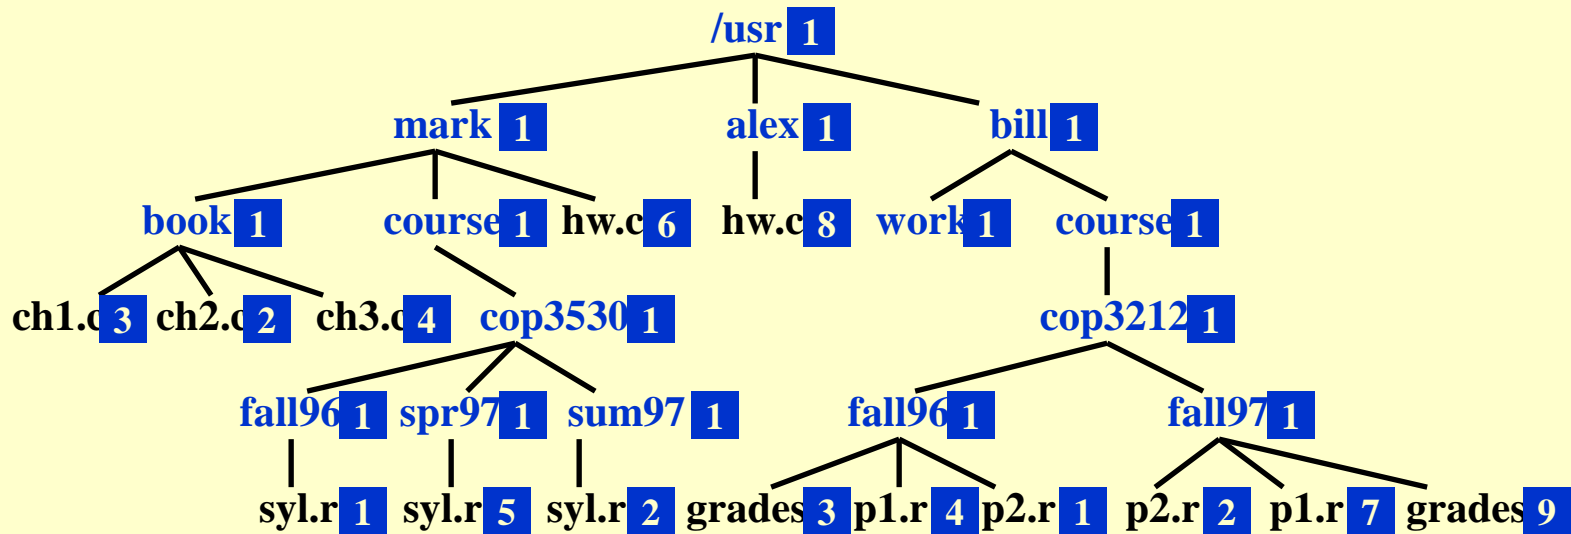 /usr 1
mark 1 alex 1 bill 1
book 1 course 1 hw.c 6 hw.c 8 work 1 course 1
ch1.c 3 ch2.c 2 ch3.c 4 cop3530 1 cop3212 1
fall96 1 spr97 1 sum97 1 fall96 1 fall97 1
syl.r 1 syl.r 5 syl.r 2 grades 3 p1.r 4 p2.r 1 p2.r 2 p1.r 7 grades 9